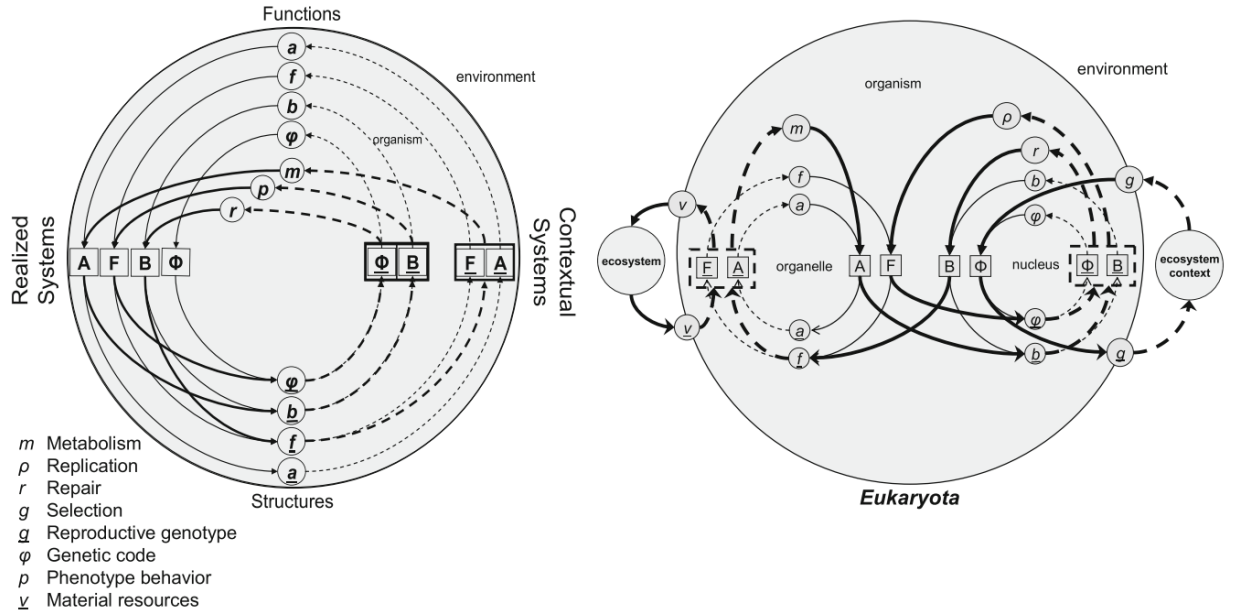 Functions
environment
organism
Realized
Systems
Contextual
Systems
a
f
b
φ
m
p
r
A F B Φ
Φ B F A
φ
b
f
a
Structures
m Metabolism
ρ Replication
r Repair
g Selection
g Reproductive genotype
φ Genetic code
p Phenotype behavior
v Material resources
Eukaryota
environment
organism
m
ρ
f
r
a
b
φ
g
v
ecosystem
F A organelle A F B Φ nucleus Φ B
ecosystem
context
v
a
f
φ
b
g